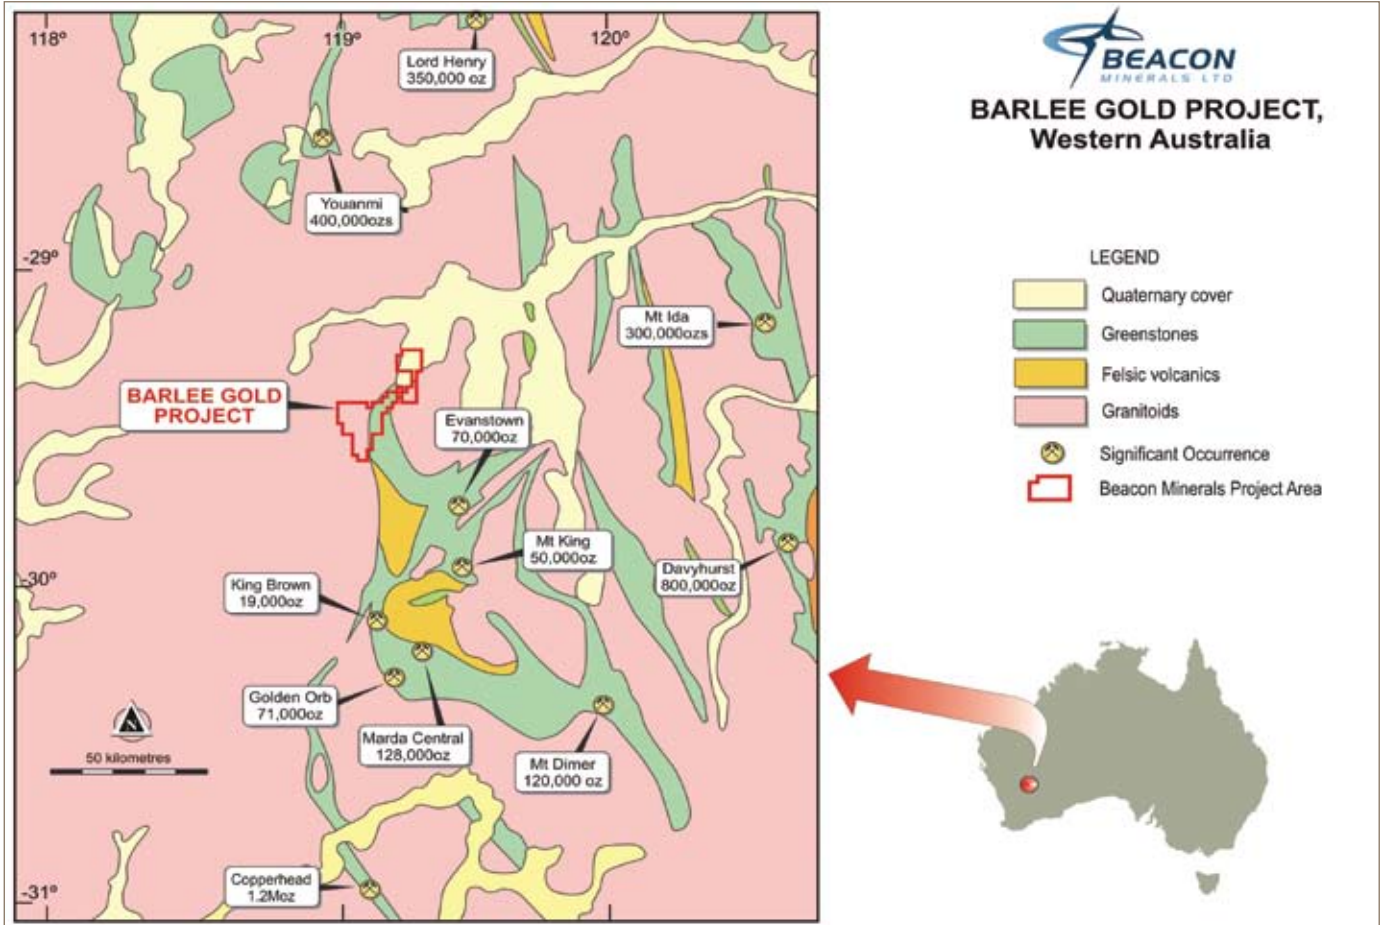 118º
119º
120º
Lord Henry
350,000 oz
Youanmi
400,000ozs
-29º
Mt Ida
300,000ozs
BARLEE GOLD
PROJECT
Evanstown
70,000oz
Mt King
50,000oz
Davyhurst
800,000oz
-30º
King Brown
19,000oz
Golden Orb
71,000oz
Marda Central
128,000oz
Mt Dimer
120,000 oz
N
50 kilometres
Copperhead
1.2Moz
-31º
BEACON
MINERALS LTD
BARLEE GOLD PROJECT,
Western Australia
LEGEND
Quaternary cover
Greenstones
Felsic volcanics
Granitoids
Significant Occurrence
Beacon Minerals Project Area